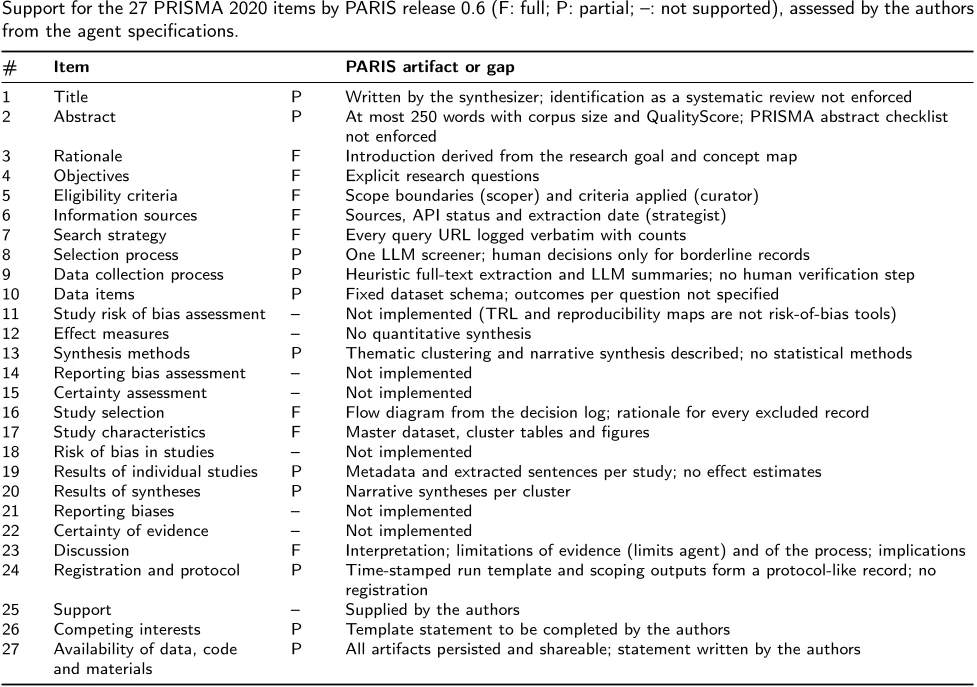 Support for the 27 PRISMA 2020 items by PARIS release 0.6 (F: full; P: partial; –: not supported), assessed by the authors
from the agent specifications.
# Item PARIS artifact or gap
1 Title P Written by the synthesizer; identification as a systematic review not enforced
2 Abstract P At most 250 words with corpus size and QualityScore; PRISMA abstract checklist
not enforced
3 Rationale F Introduction derived from the research goal and concept map
4 Objectives F Explicit research questions
5 Eligibility criteria F Scope boundaries (scoper) and criteria applied (curator)
6 Information sources F Sources, API status and extraction date (strategist)
7 Search strategy F Every query URL logged verbatim with counts
8 Selection process P One LLM screener; human decisions only for borderline records
9 Data collection process P Heuristic full-text extraction and LLM summaries; no human verification step
10 Data items P Fixed dataset schema; outcomes per question not specified
11 Study risk of bias assessment – Not implemented (TRL and reproducibility maps are not risk-of-bias tools)
12 Effect measures – No quantitative synthesis
13 Synthesis methods P Thematic clustering and narrative synthesis described; no statistical methods
14 Reporting bias assessment – Not implemented
15 Certainty assessment – Not implemented
16 Study selection F Flow diagram from the decision log; rationale for every excluded record
17 Study characteristics F Master dataset, cluster tables and figures
18 Risk of bias in studies – Not implemented
19 Results of individual studies P Metadata and extracted sentences per study; no effect estimates
20 Results of syntheses P Narrative syntheses per cluster
21 Reporting biases – Not implemented
22 Certainty of evidence – Not implemented
23 Discussion F Interpretation; limitations of evidence (limits agent) and of the process; implications
24 Registration and protocol P Time-stamped run template and scoping outputs form a protocol-like record; no
registration
25 Support – Supplied by the authors
26 Competing interests P Template statement to be completed by the authors
27 Availability of data, code P All artifacts persisted and shareable; statement written by the authors
and materials